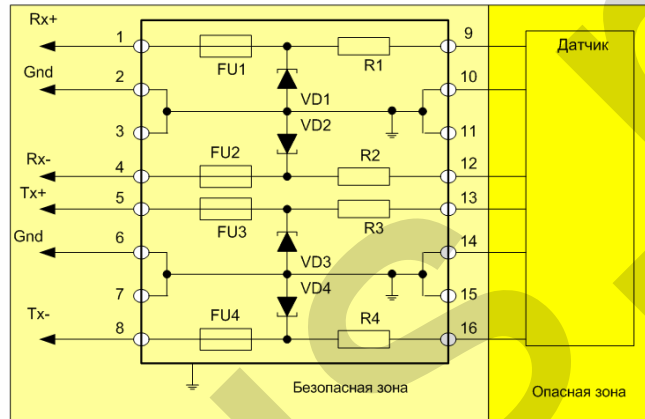 Rx+
1
FU1
R1
9
Датчик
Gnd
2
10
VD1
3
VD2
11
Rx-
4
FU2
R2
12
Tx+
5
FU3
R3
13
Gnd
6
14
VD3
7
VD4
15
Tx-
8
FU4
R4
16
Безопасная зона
Опасная зона